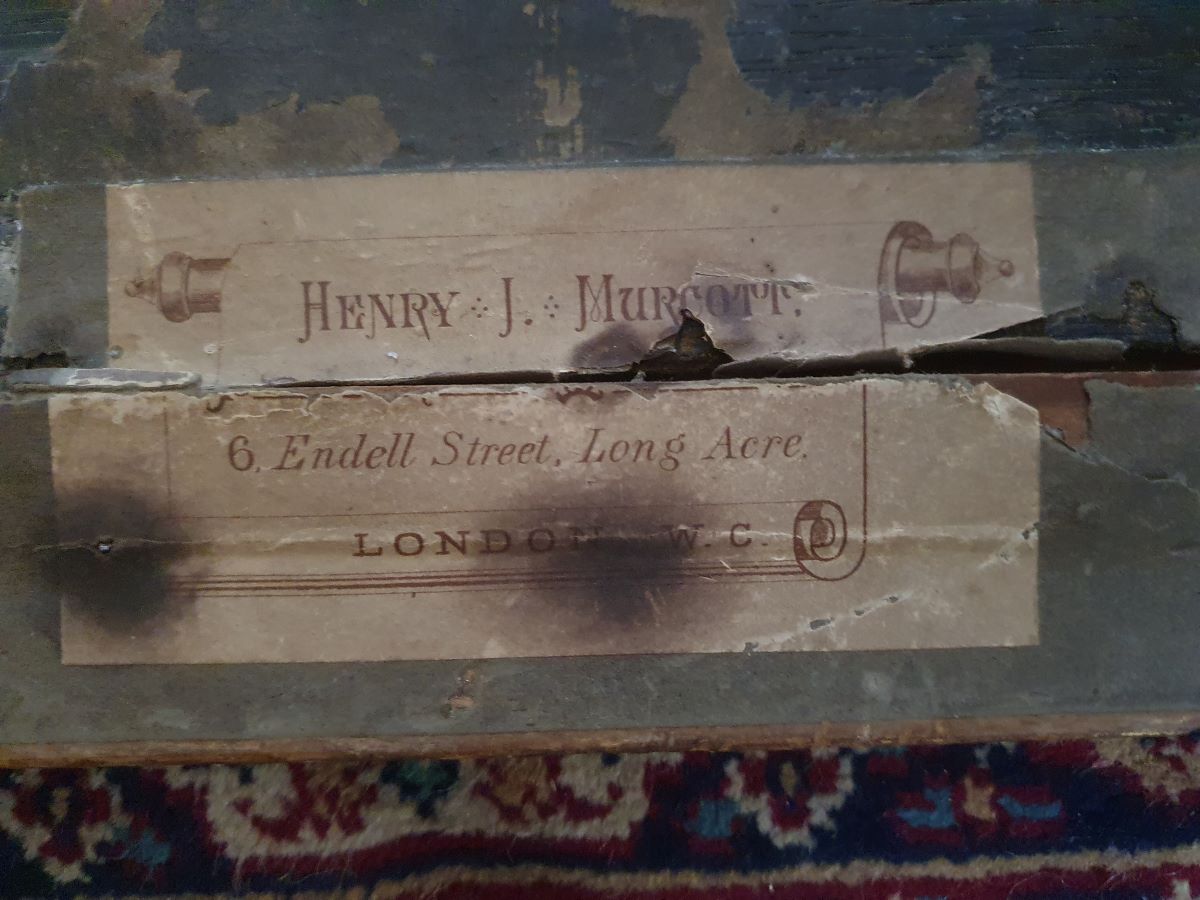 HENRY J. MURCOTT.
6, Endell Street, Long Acre.
LONDON W. C.